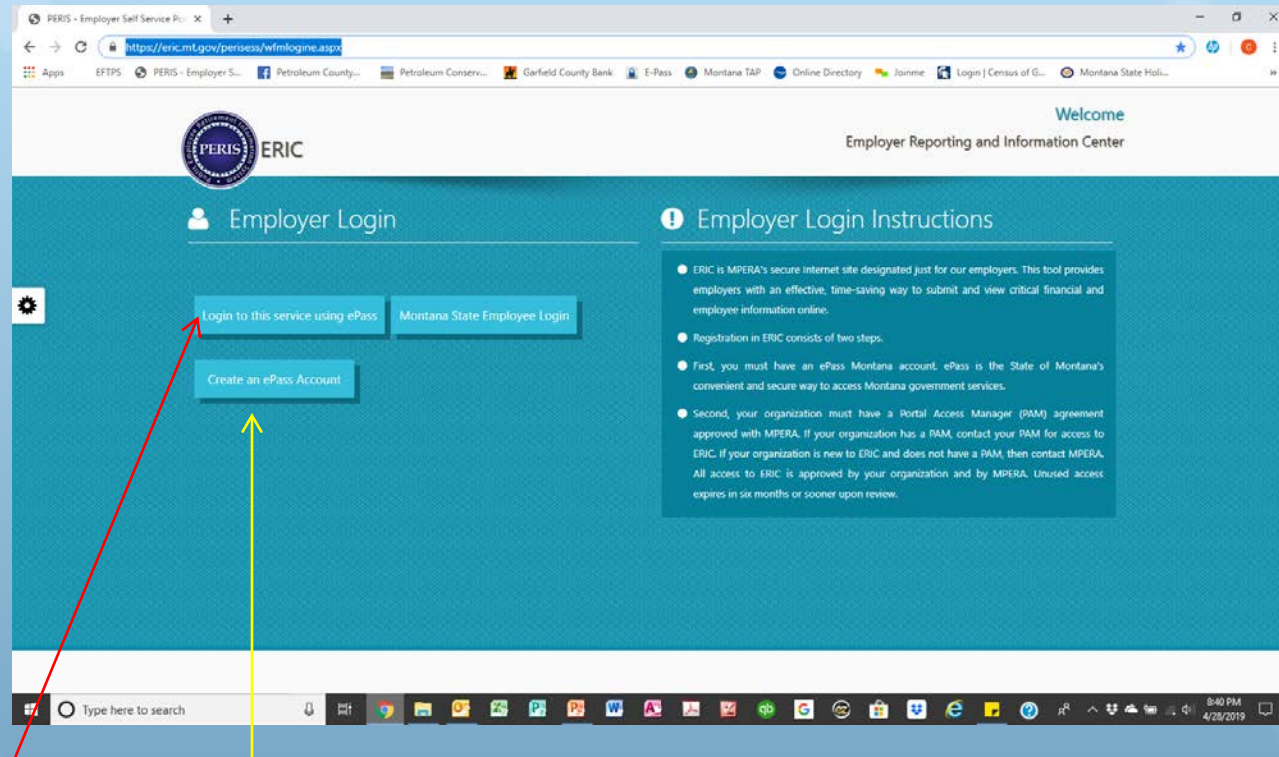 PERIS - Employer Self Service Po
https://eric.mt.gov/perisess/wfmlogine.aspx
Apps EFTPS PERIS - Employer S... Petroleum County... Petroleum Conserv... Garfield County Bank E-Pass Montana TAP Online Directory Joinme Login | Census of G... Montana State Holi... »
Welcome
Employer Reporting and Information Center
PERIS ERIC
Employer Login
Login to this service using ePass Montana State Employee Login
Create an ePass Account
Employer Login Instructions
ERIC is MPERA's secure Internet site designated just for our employers. This tool provides
employers with an effective, time-saving way to submit and view critical financial and
employee information online.
Registration in ERIC consists of two steps.
First, you must have an ePass Montana account. ePass is the State of Montana's
convenient and secure way to access Montana government services.
Second, your organization must have a Portal Access Manager (PAM) agreement
approved with MPERA. If your organization has a PAM, contact your PAM for access to
ERIC. If your organization is new to ERIC and does not have a PAM, then contact MPERA.
All access to ERIC is approved by your organization and by MPERA. Unused access
expires in six months or sooner upon review.
Type here to search
8:40 PM
4/28/2019